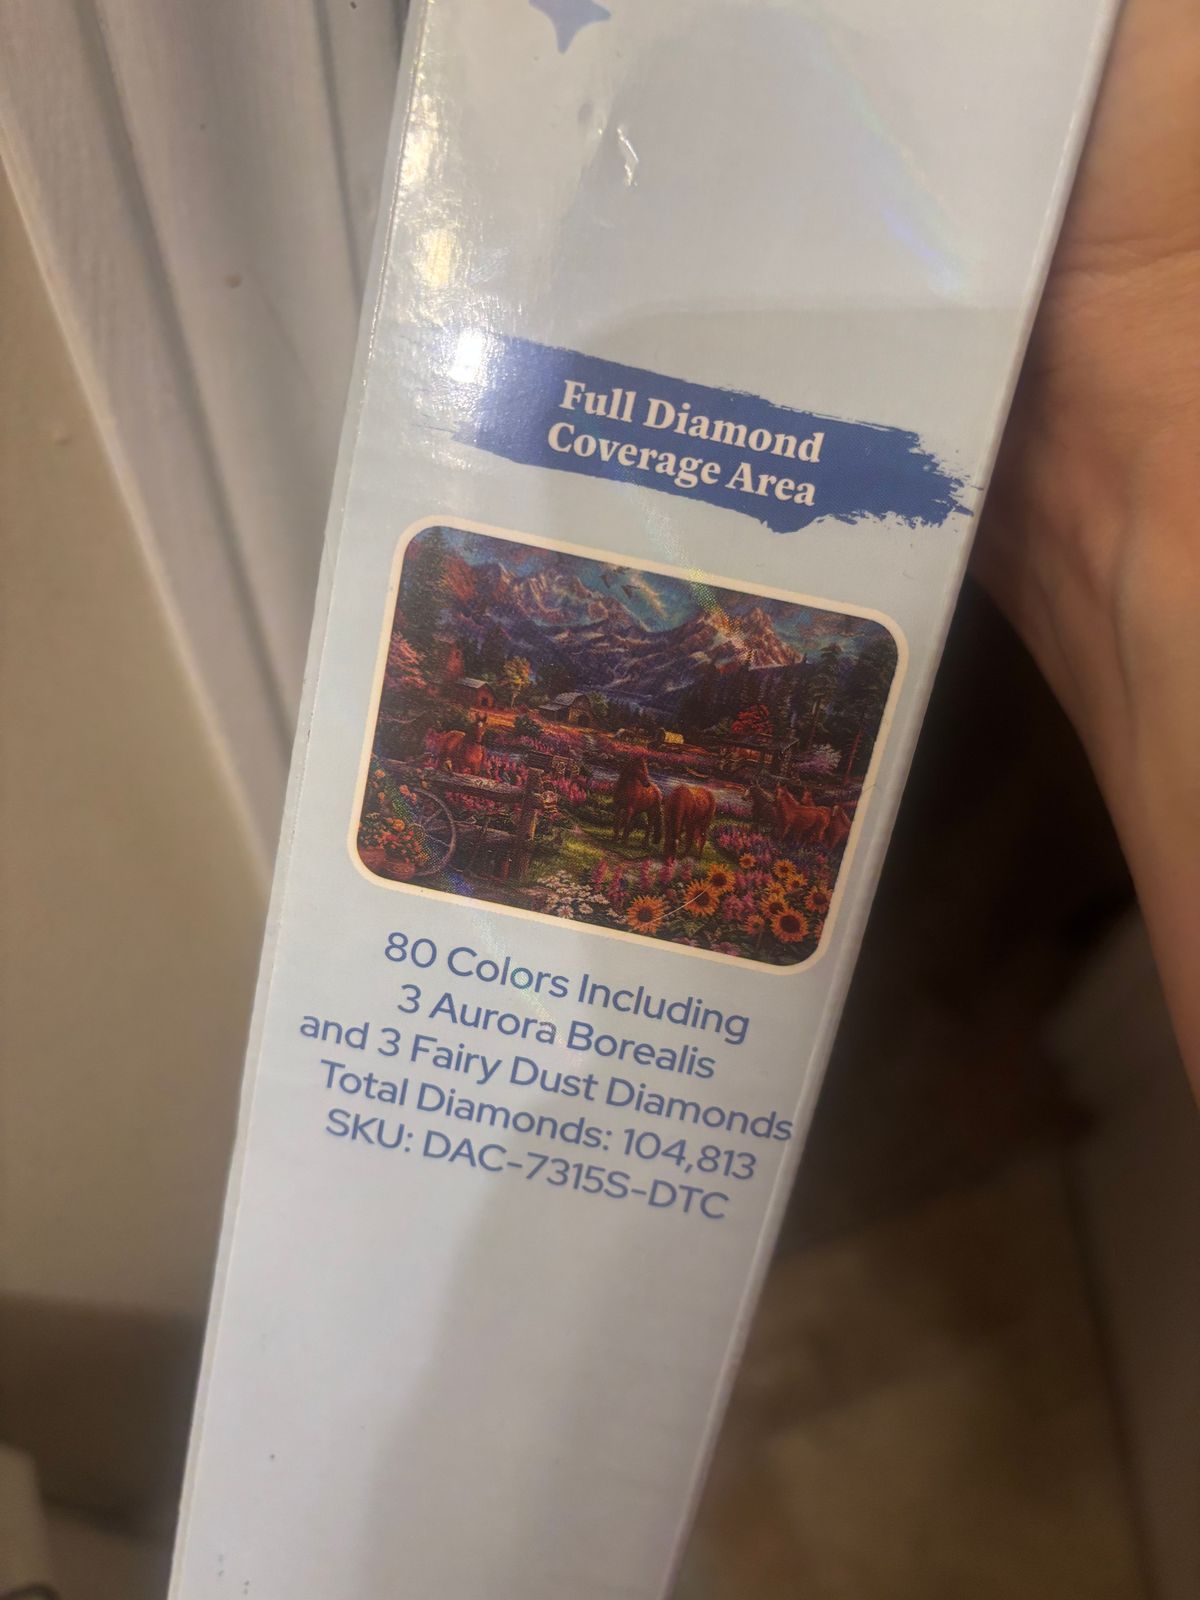 Full Diamond
Coverage Area
80 Colors Including
3 Aurora Borealis
and 3 Fairy Dust Diamonds
Total Diamonds: 104,813
SKU: DAC-7315S-DTC